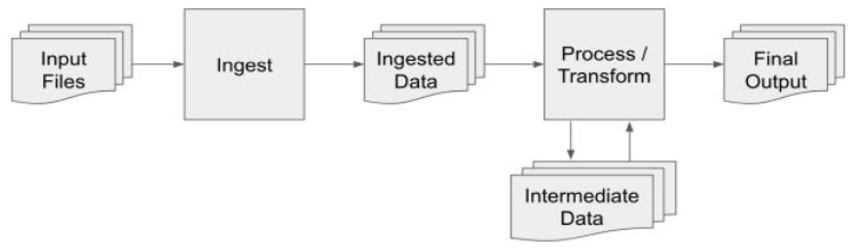 Input
Files
Ingest
Ingested
Data
Process /
Transform
Final
Output
Intermediate
Data